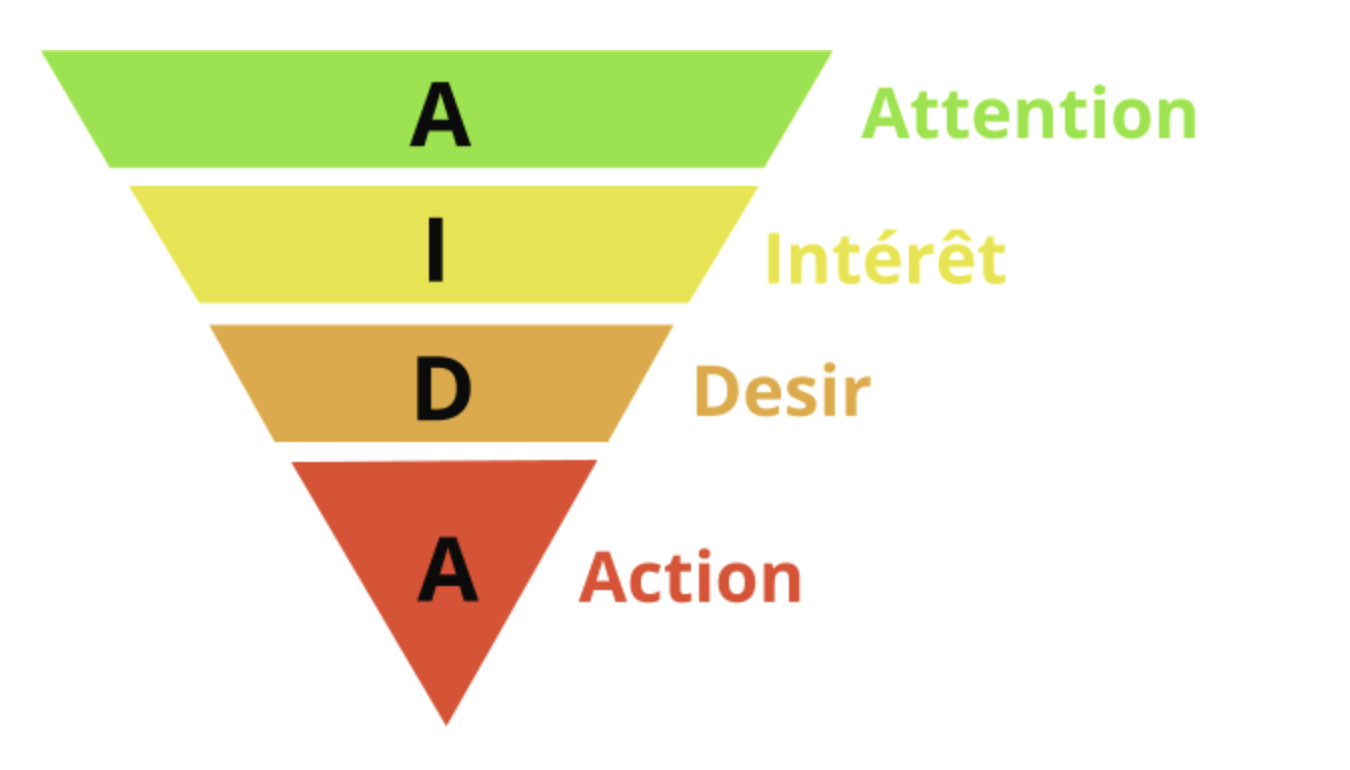 A
Attention
I
Intérêt
D
Desir
A
Action